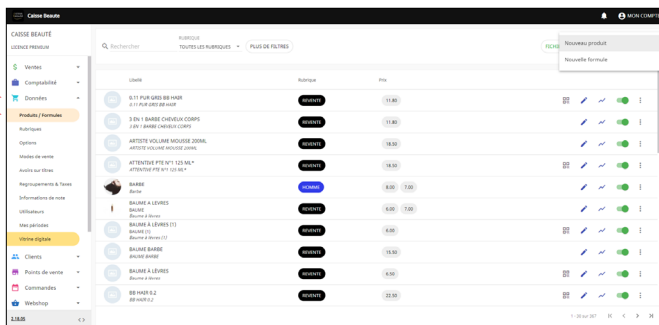 Caisse Beaute
MON COMPTE
CAISSE BEAUTÉ
LICENCE PREMIUM
Ventes
Comptabilité
Données
Produits / Formules
Rubriques
Options
Modes de vente
Avoirs sur titres
Regroupements & Taxes
Informations de note
Utilisateurs
Mes périodes
Vitrine digitale
Clients
Points de vente
Commandes
Webshop
2.18.05
Rechercher
RUBRIQUE
TOUTES LES RUBRIQUES
PLUS DE FILTRES
Nouveau produit
Nouvelle formule
Libellé Rubrique Prix
0.11 PUR GRIS BB HAIR
0.11 PUR GRIS BB HAIR
REVENTE 11.80
3 EN 1 BARBE CHEVEUX CORPS
3 EN 1 BARBE CHEVEUX CORPS
REVENTE 11.80
ARTISTE VOLUME MOUSSE 200ML
ARTISTE VOLUME MOUSSE 200ML
REVENTE 18.50
ATTENTIVE PTE N°1 125 ML*
ATTENTIVE PTE N°1 125 ML*
REVENTE 18.50
BARBE
Barbe
HOMME 8.00 7.00
BAUME A LEVRES
BAUME
Baume à lèvres
REVENTE 6.00 7.00
BAUME À LÈVRES (1)
BAUME (1)
Baume à lèvres (1)
REVENTE 6.00
BAUME BARBE
BAUME BARBE
REVENTE 15.50
BAUME À LÈVRES
Baume à lèvres
REVENTE 6.50
BB HAIR 0.2
BB HAIR 0.2
REVENTE 22.50